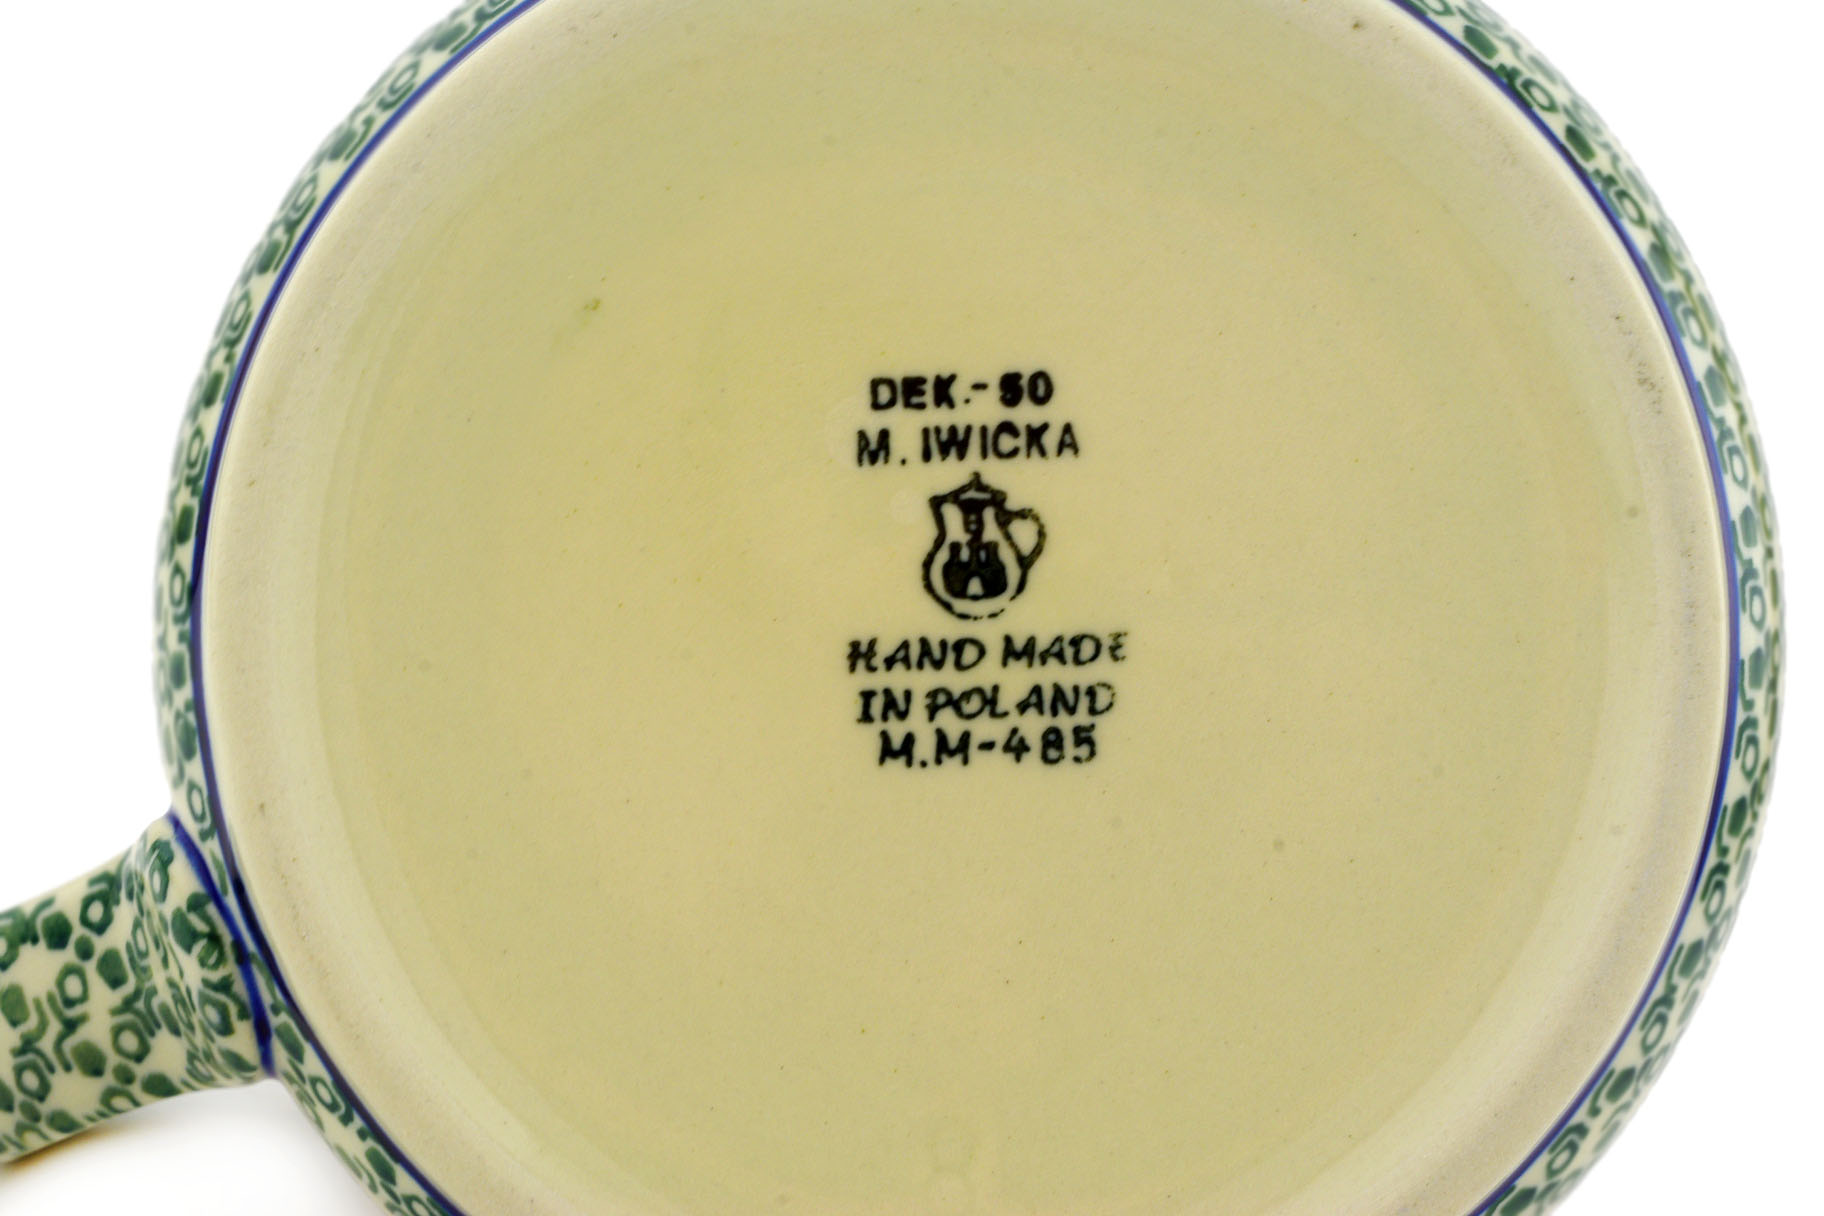 DEK.-50
M. IWICKA
HAND MADE
IN POLAND
M.M-485